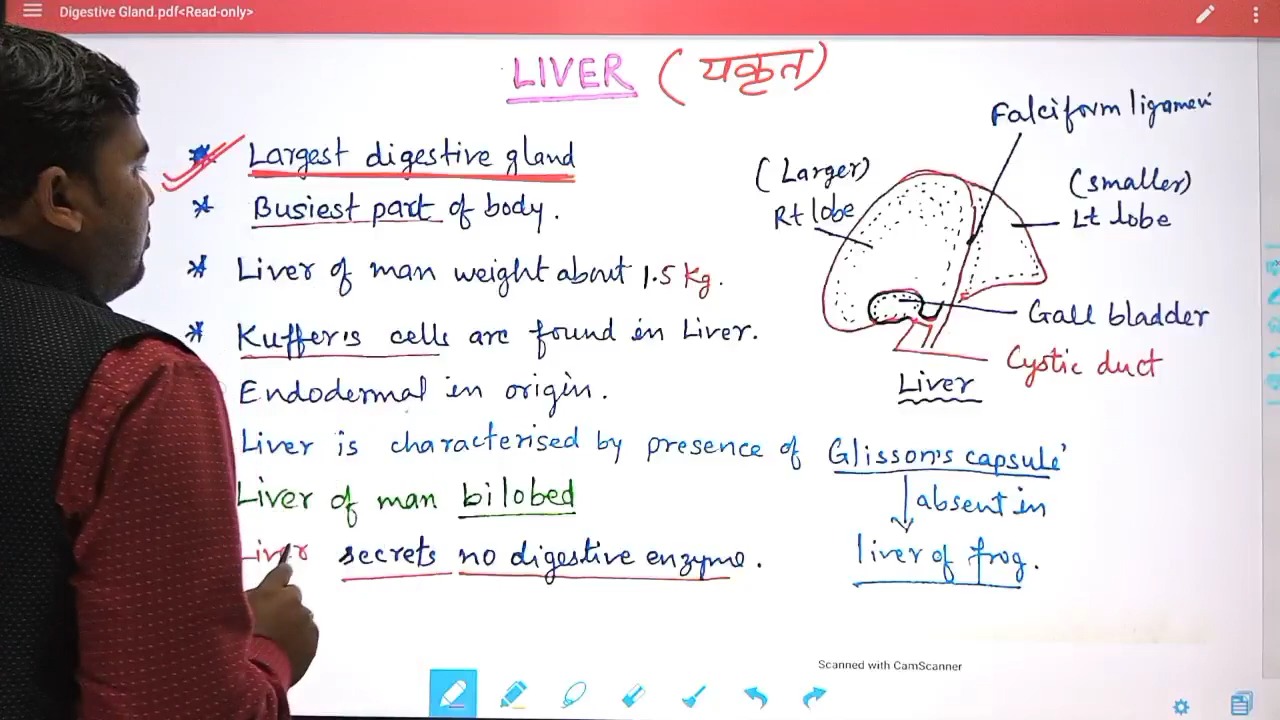 Digestive Gland.pdf<Read-only>
LIVER (यकृत)
* Largest digestive gland
* Busiest part of body.
* Liver of man weight about 1.5 Kg.
* Kuffer's cells are found in Liver.
Endodermal in origin.
Liver is characterised by presence of Glisson's capsule'
absent in
liver of frog.
Liver of man bilobed
Liver secrets no digestive enzyme.
Falciform ligamen
(Larger)
Rt lobe
(smaller)
Lt lobe
Gall bladder
Cystic duct
Liver
Scanned with CamScanner